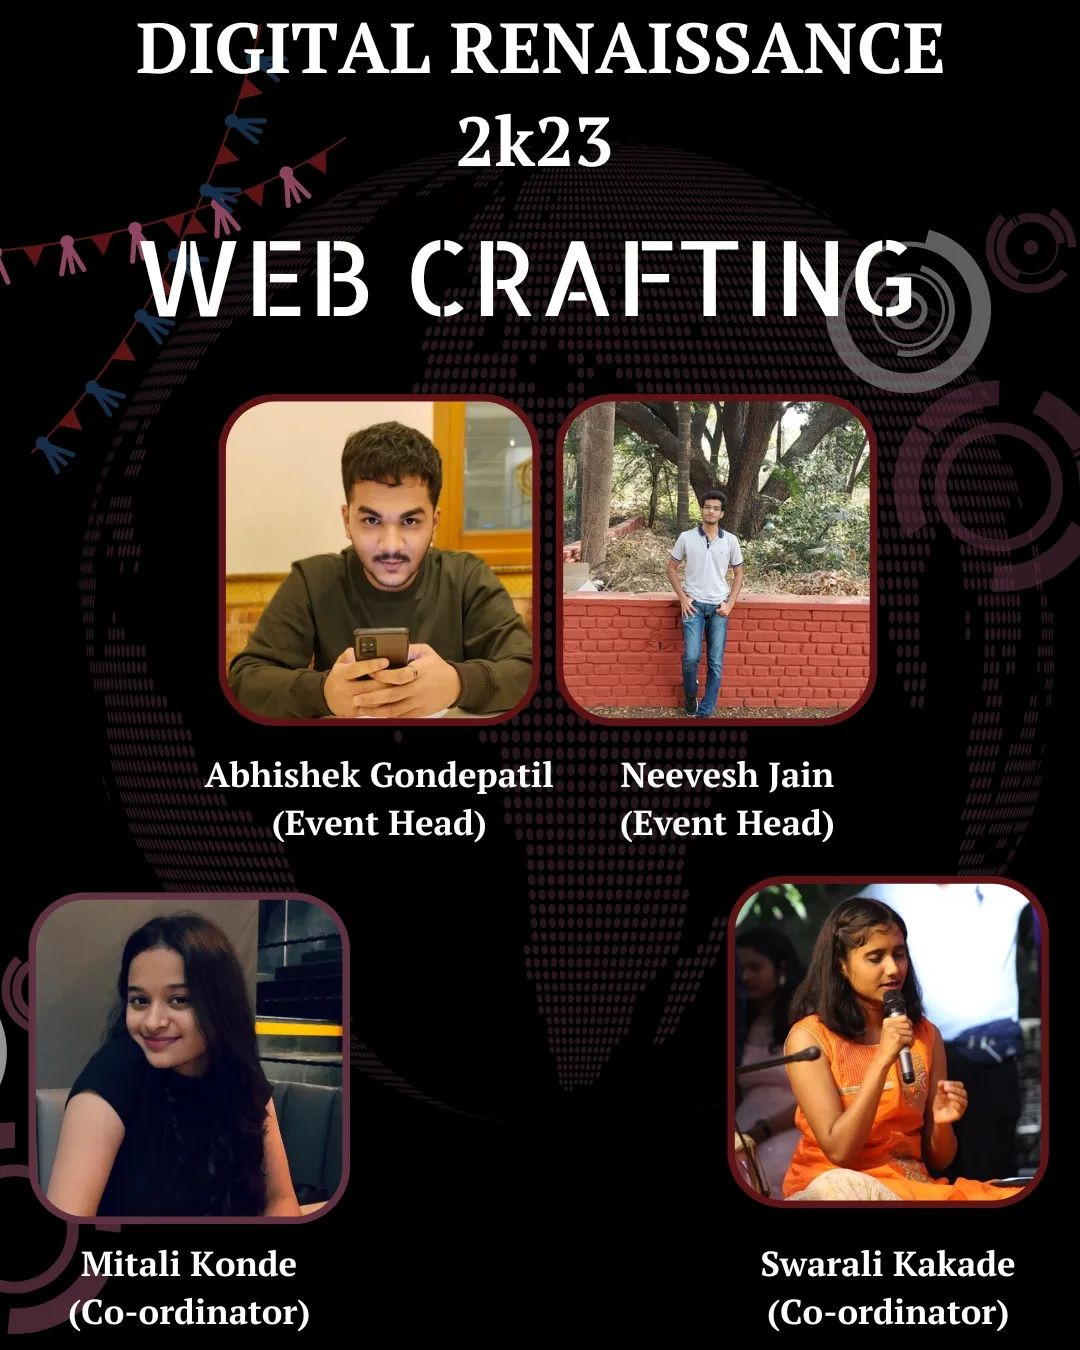 DIGITAL RENAISSANCE
2k23
WEB CRAFTING
Abhishek Gondepatil
(Event Head)
Neevesh Jain
(Event Head)
Mitali Konde
(Co-ordinator)
Swarali Kakade
(Co-ordinator)